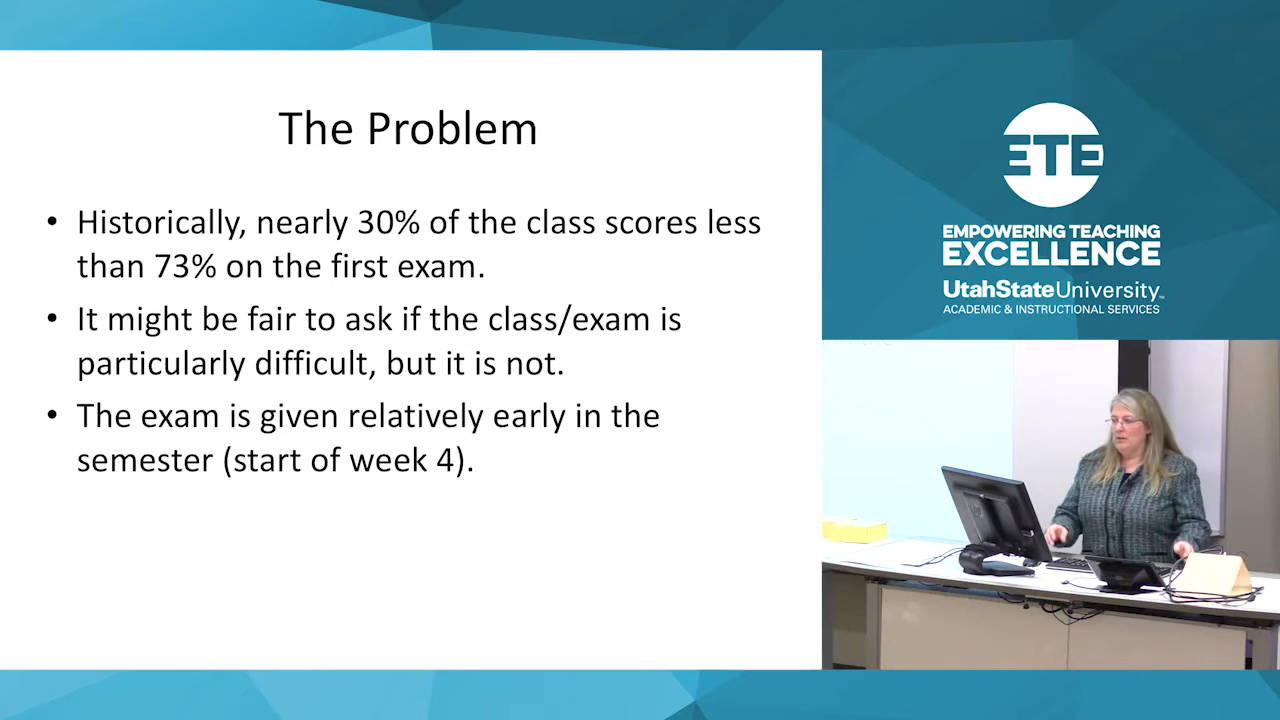 The Problem
• Historically, nearly 30% of the class scores less
than 73% on the first exam.
• It might be fair to ask if the class/exam is
particularly difficult, but it is not.
• The exam is given relatively early in the
semester (start of week 4).
ETE
EMPOWERING TEACHING
EXCELLENCE
UtahStateUniversity™
ACADEMIC & INSTRUCTIONAL SERVICES